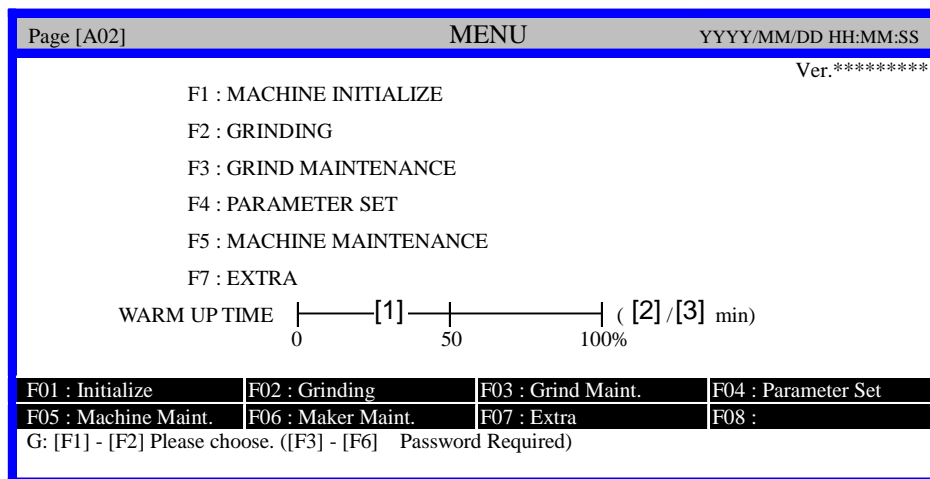 Page [A02] MENU YYYY/MM/DD HH:MM:SS
Ver.*********
F1 : MACHINE INITIALIZE
F2 : GRINDING
F3 : GRIND MAINTENANCE
F4 : PARAMETER SET
F5 : MACHINE MAINTENANCE
F7 : EXTRA
WARM UP TIME [1] ( [2] /[3] min)
0 50 100%
F01 : Initialize F02 : Grinding F03 : Grind Maint. F04 : Parameter Set
F05 : Machine Maint. F06 : Maker Maint. F07 : Extra F08 :
G: [F1] - [F2] Please choose. ([F3] - [F6] Password Required)